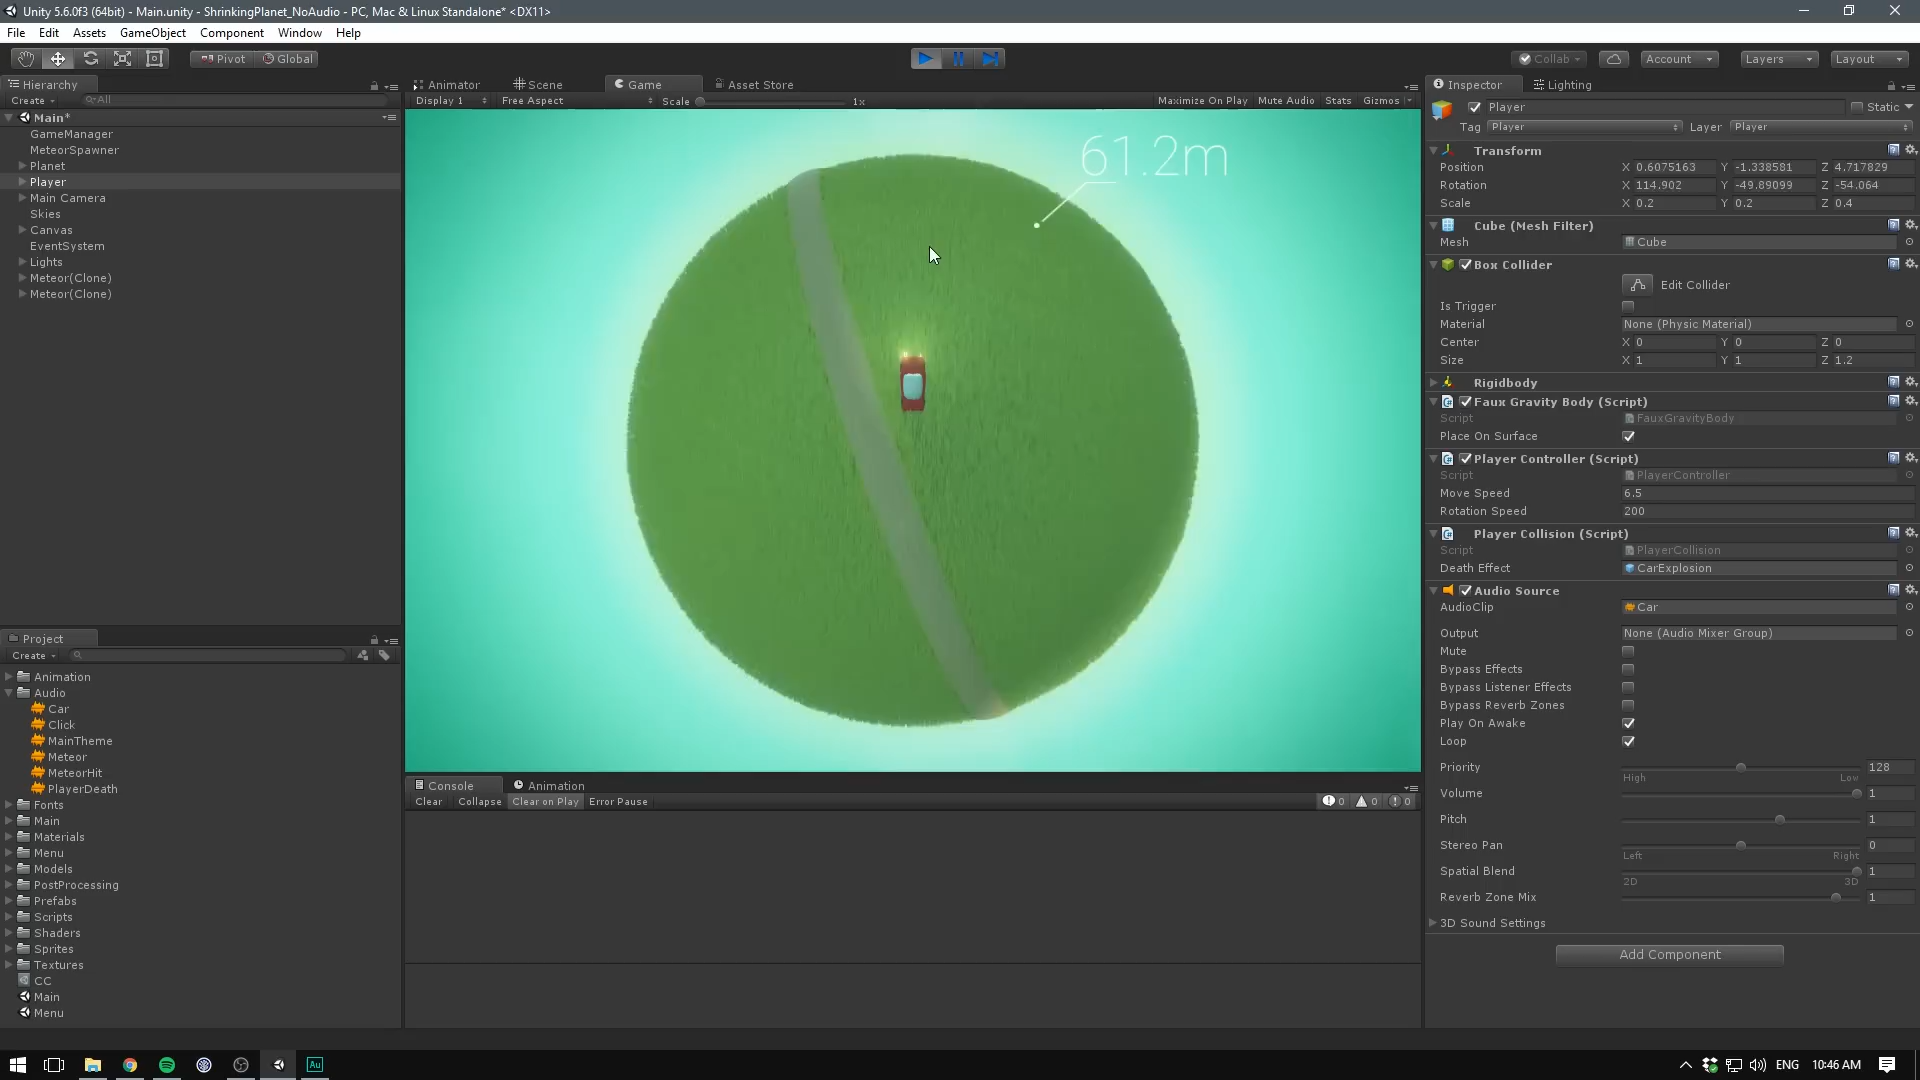 Unity 5.6.0f3 (64bit) - Main.unity - ShrinkingPlanet_NoAudio - PC, Mac & Linux Standalone* <DX11>
File Edit Assets GameObject Component Window Help
Pivot Global Collab Account Layers Layout
Hierarchy
Create All
Main*
GameManager
MeteorSpawner
Planet
Player
Main Camera
Skies
Canvas
EventSystem
Lights
Meteor(Clone)
Meteor(Clone)
Project
Create
Animation
Audio
Car
Click
MainTheme
Meteor
MeteorHit
PlayerDeath
Fonts
Main
Materials
Menu
Models
PostProcessing
Prefabs
Scripts
Shaders
Sprites
Textures
CC
Main
Menu
Animator Scene Game Asset Store
Display 1 Free Aspect Scale 1x Maximize On Play Mute Audio Stats Gizmos
61.2m
Console Animation
Clear Collapse Clear on Play Error Pause 0 0 0
Inspector Lighting
Player Static
Tag Player Layer Player
Transform
Position X 0.6075163 Y -1.338581 Z 4.717829
Rotation X 114.902 Y -49.89099 Z -54.064
Scale X 0.2 Y 0.2 Z 0.4
Cube (Mesh Filter)
Mesh Cube
Box Collider
Edit Collider
Is Trigger
Material None (Physic Material)
Center X 0 Y 0 Z 0
Size X 1 Y 1 Z 1.2
Rigidbody
Faux Gravity Body (Script)
Script FauxGravityBody
Place On Surface
Player Controller (Script)
Script PlayerController
Move Speed 6.5
Rotation Speed 200
Player Collision (Script)
Script PlayerCollision
Death Effect CarExplosion
Audio Source
AudioClip Car
Output None (Audio Mixer Group)
Mute
Bypass Effects
Bypass Listener Effects
Bypass Reverb Zones
Play On Awake
Loop
Priority 128
High Low
Volume 1
Pitch 1
Stereo Pan 0
Left Right
Spatial Blend 1
2D 3D
Reverb Zone Mix 1
3D Sound Settings
Add Component
Au ENG 10:46 AM